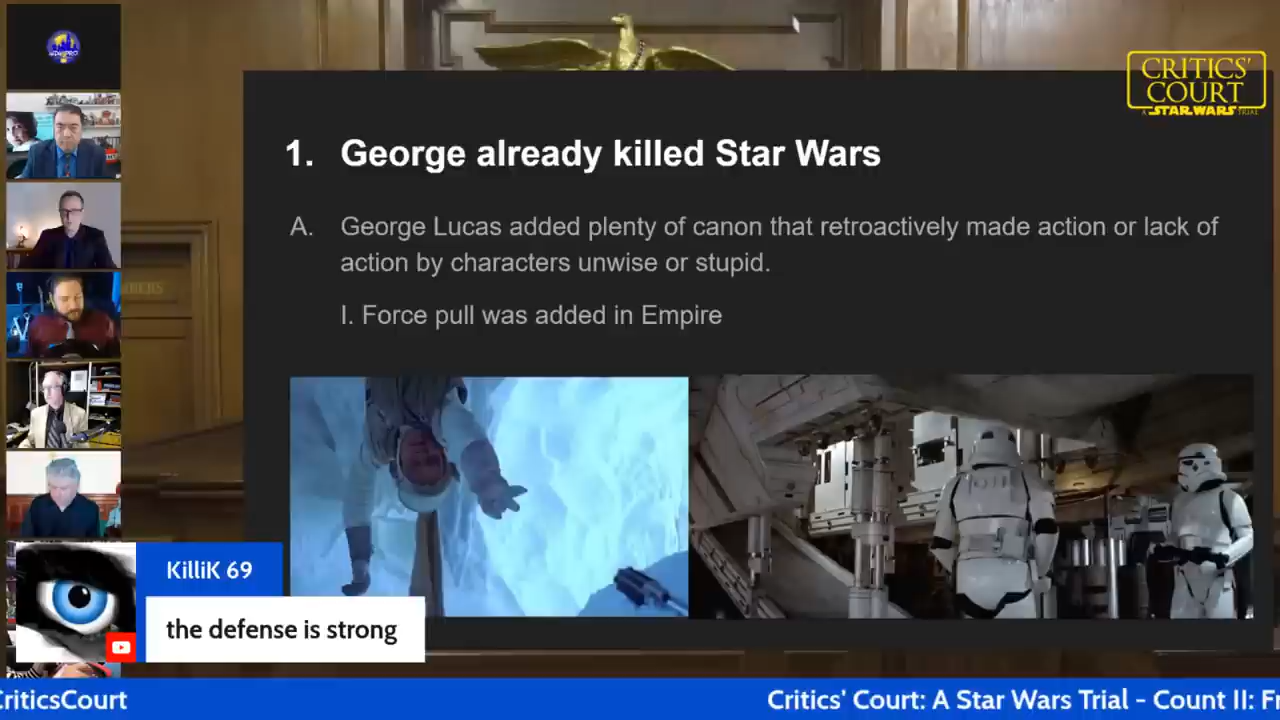 CRITICS'
COURT
A STAR WARS TRIAL
1. George already killed Star Wars
A. George Lucas added plenty of canon that retroactively made action or lack of
action by characters unwise or stupid.
I. Force pull was added in Empire
KilliK 69
the defense is strong
CriticsCourt
Critics' Court: A Star Wars Trial - Count II: Fr